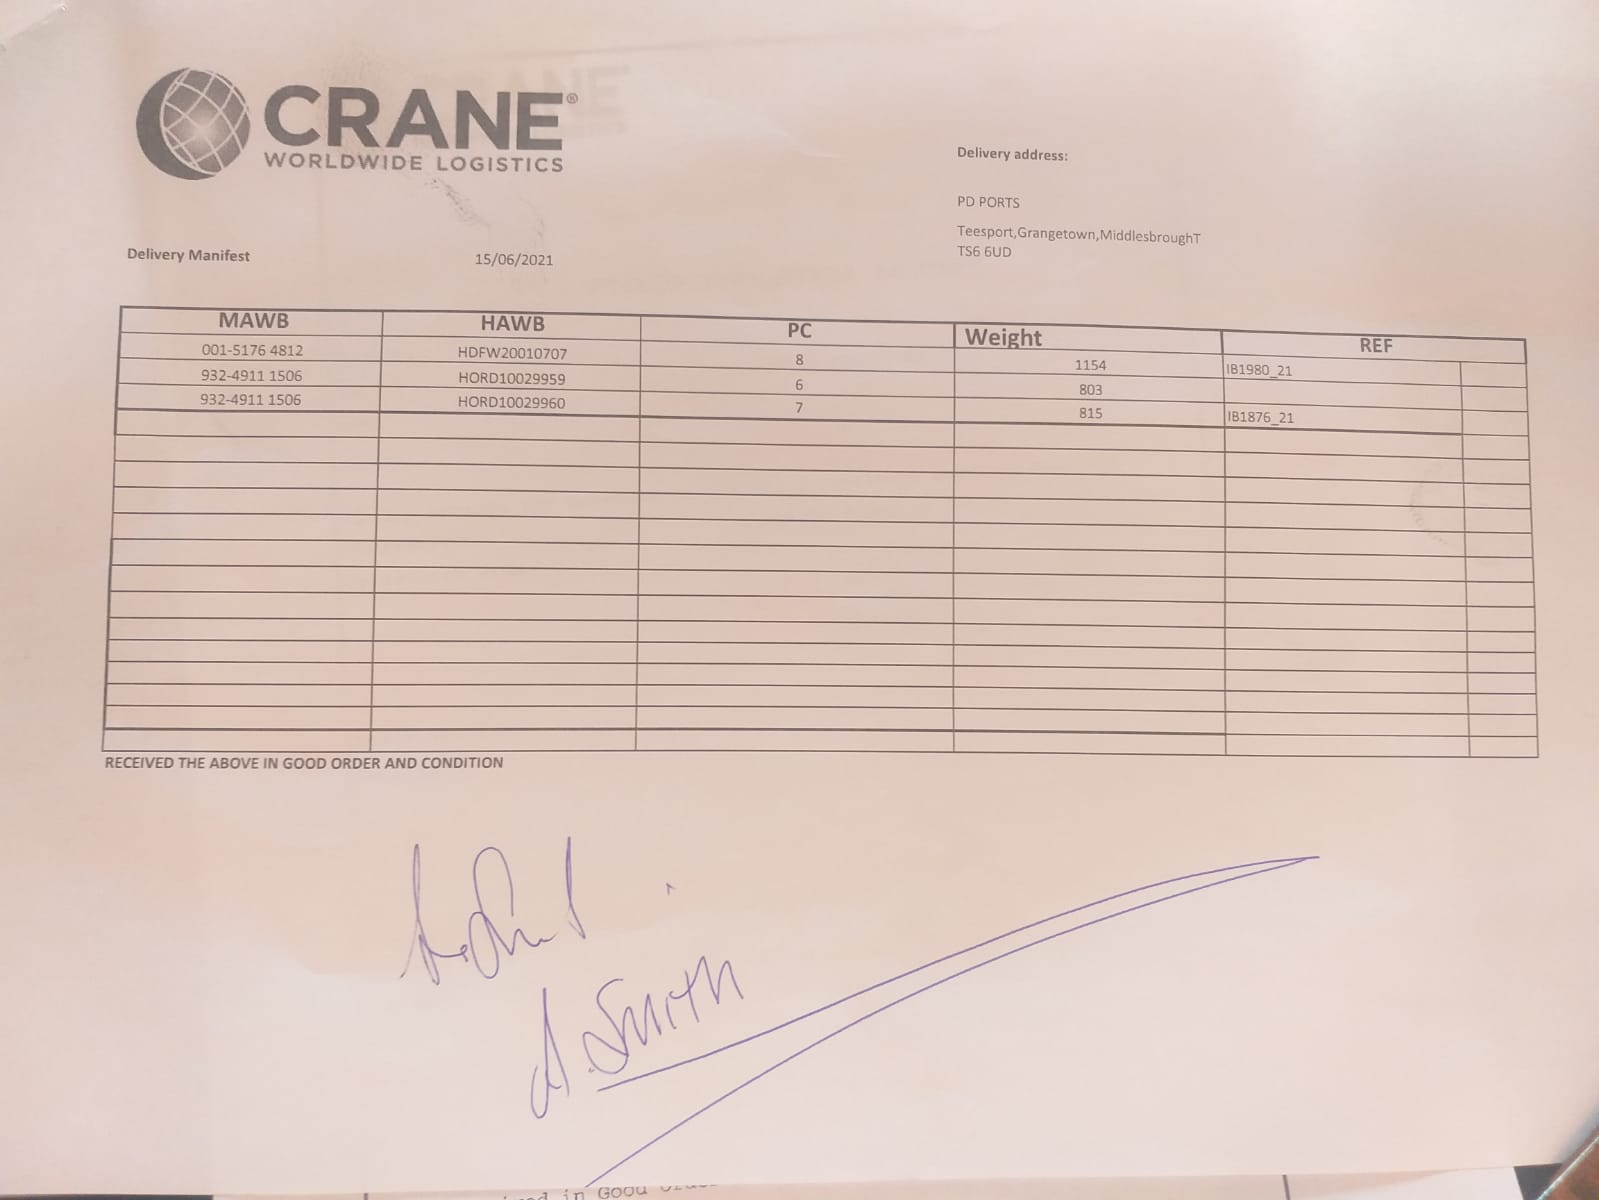 CRANE®
WORLDWIDE LOGISTICS
Delivery address:
PD PORTS
Teesport,Grangetown,MiddlesbroughT
TS6 6UD
Delivery Manifest 15/06/2021
MAWB HAWB PC Weight REF
001-5176 4812 HDFW20010707 8 1154 IB1980_21
932-4911 1506 HORD10029959 6 803
932-4911 1506 HORD10029960 7 815 IB1876_21
RECEIVED THE ABOVE IN GOOD ORDER AND CONDITION
A. Smith
in Good